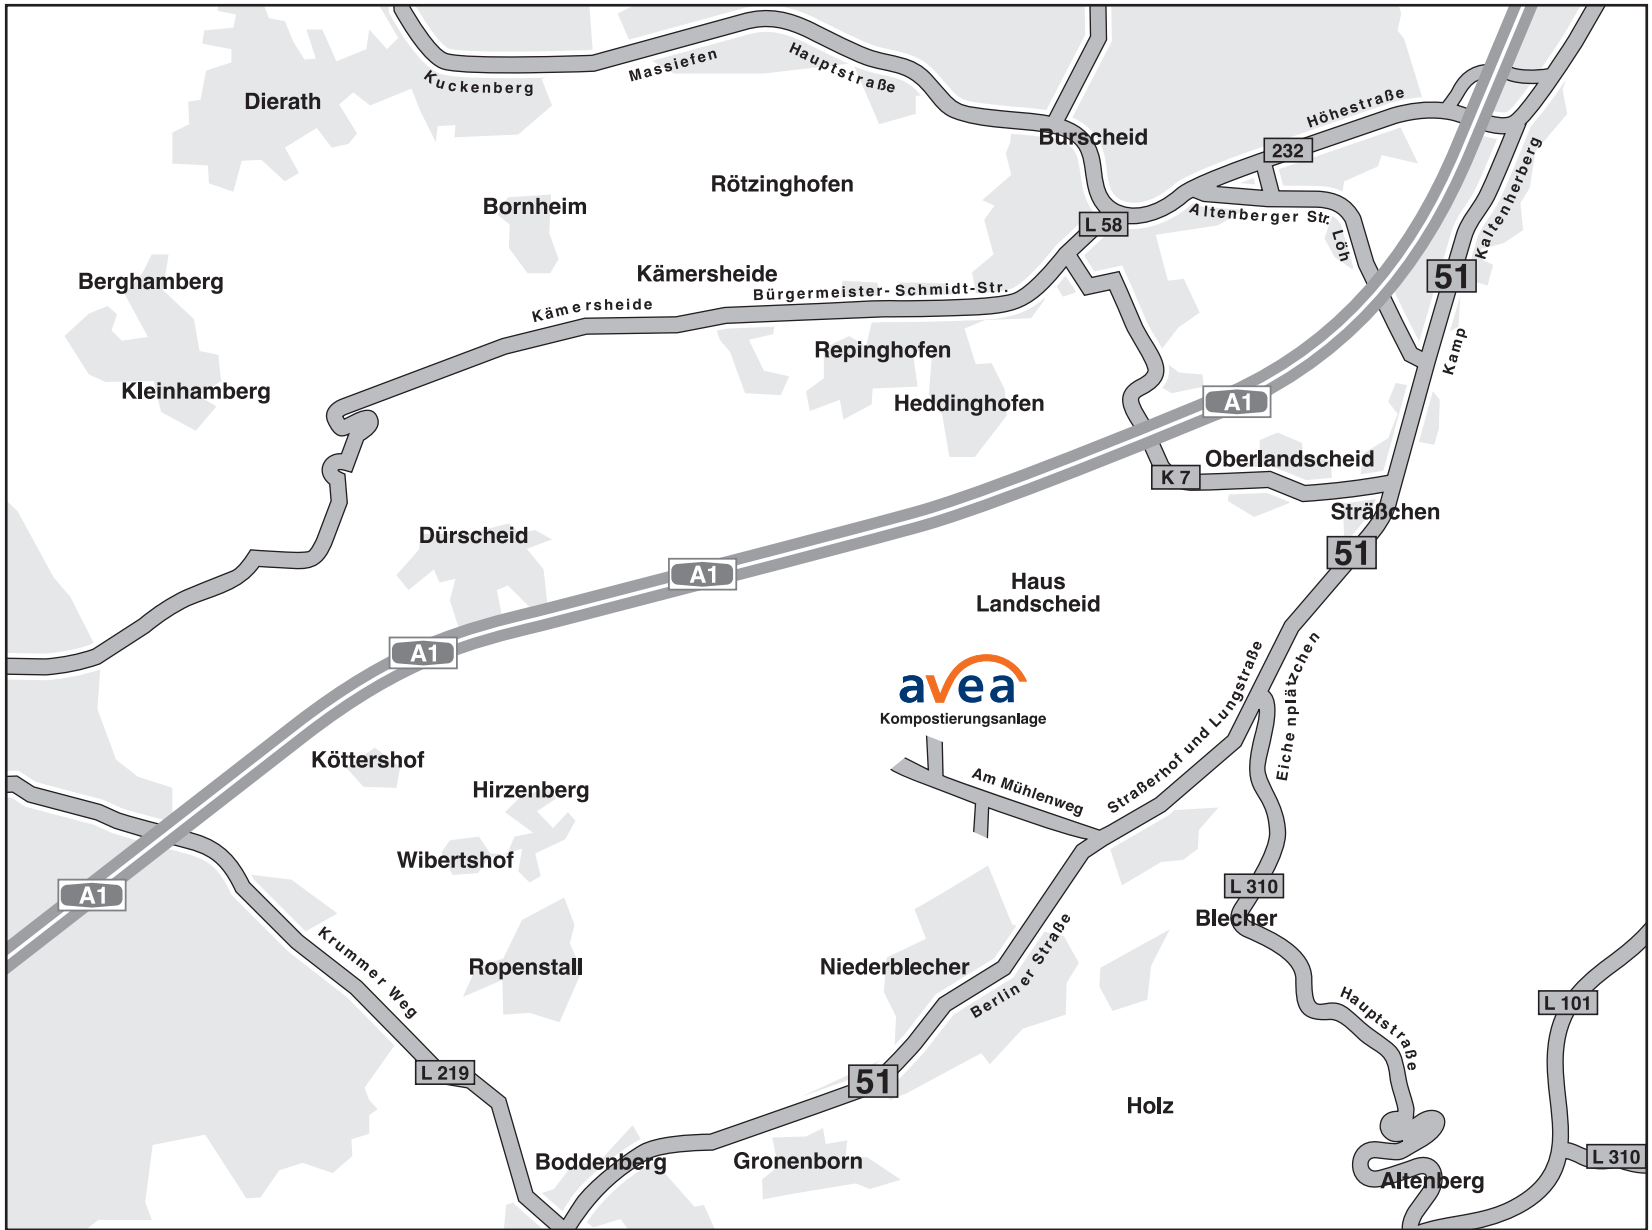 Kuckenberg
Massiefen
Hauptstraße
Dierath
Burscheid
Höhestraße
232
Rötzinghofen
Bornheim
Altenberger Str.
L 58
Löh
Kaltenherberg
51
Berghamberg
Kämersheide
Kämersheide
Bürgermeister-Schmidt-Str.
Kamp
Repinghofen
Kleinhamberg
Heddinghofen
A1
Oberlandscheid
K 7
Sträßchen
51
Dürscheid
A1
Haus
Landscheid
A1
avea
Kompostierungsanlage
Straßerhof und Lungstraße
Eichenplätzchen
Köttershof
Hirzenberg
Am Mühlenweg
Wibertshof
A1
L 310
Blecher
Krummer Weg
Ropenstall
Niederblecher
Berliner Straße
L 101
Hauptstraße
L 219
51
Holz
Boddenberg
Gronenborn
L 310
Altenberg